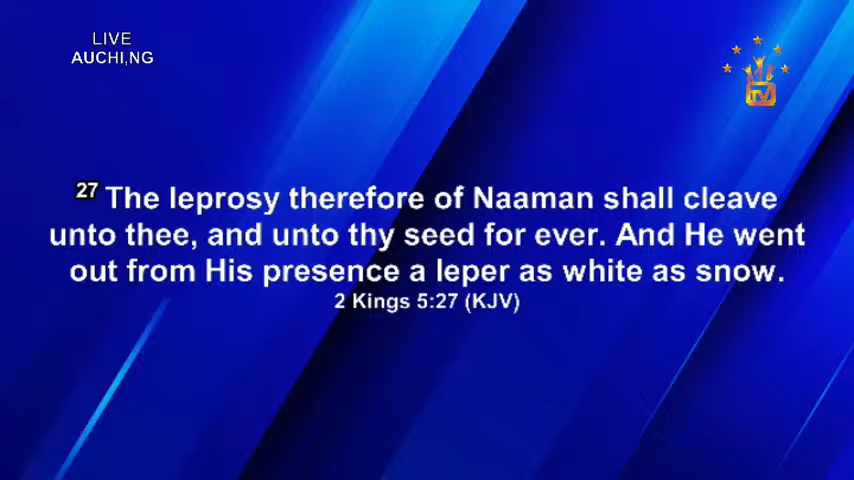 LIVE
AUCHI,NG
TV
27 The leprosy therefore of Naaman shall cleave
unto thee, and unto thy seed for ever. And He went
out from His presence a leper as white as snow.
2 Kings 5:27 (KJV)